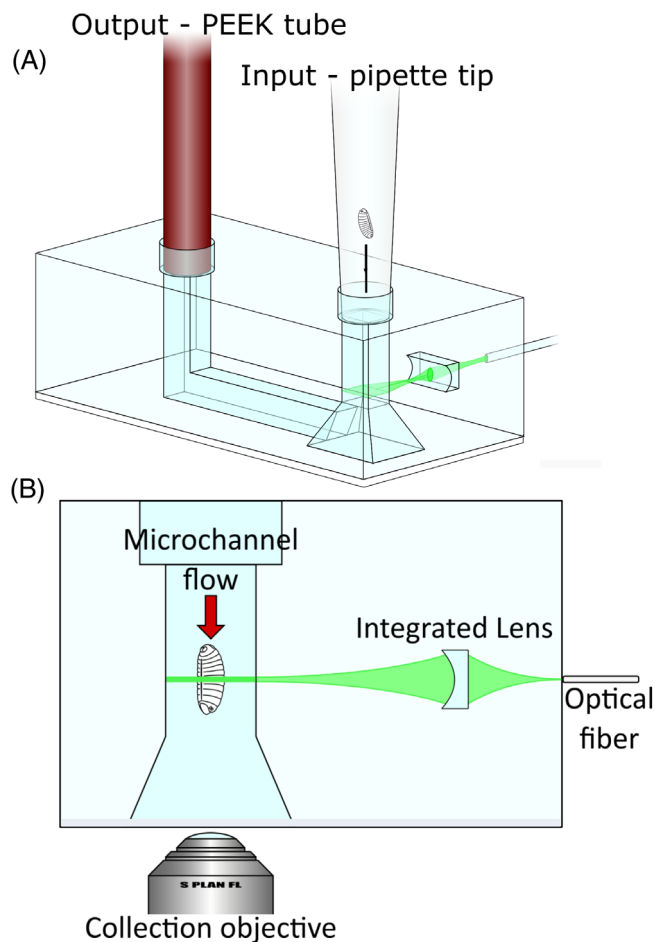 Output - PEEK tube
(A)
Input - pipette tip
(B)
Microchannel
flow
Integrated Lens
Optical
fiber
S PLAN FL
Collection objective